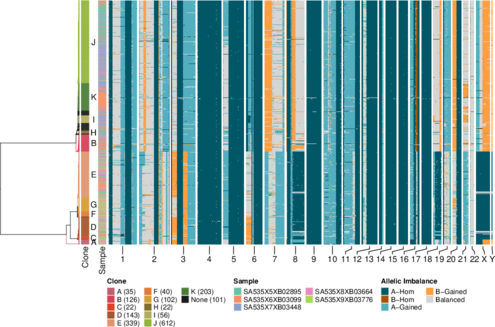 J
K
I
H
B
E
G
F
D
C
A
Clone
Sample
1 2 3 4 5 6 7 8 9 10 11 12 13 14 15 16 17 18 19 20 21 22 X Y
Clone
A (35)
B (126)
C (22)
D (143)
E (339)
F (40)
G (102)
H (22)
I (56)
J (612)
K (203)
None (101)
Sample
SA535X5XB02895
SA535X6XB03099
SA535X7XB03448
SA535X8XB03664
SA535X9XB03776
Allelic Imbalance
A–Hom
B–Hom
A–Gained
B–Gained
Balanced